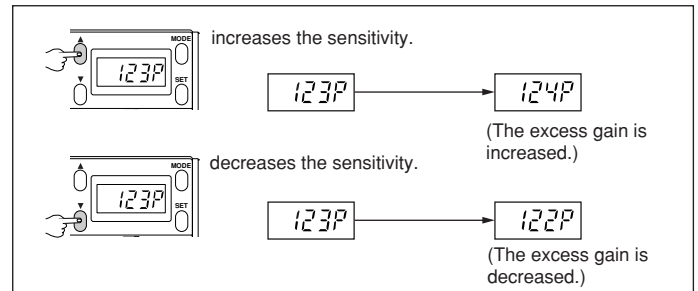 ▲ MODE increases the sensitivity.
123P
▼ SET
123P 124P
(The excess gain is
increased.)
▲ MODE decreases the sensitivity.
123P
▼ SET
123P 122P
(The excess gain is
decreased.)